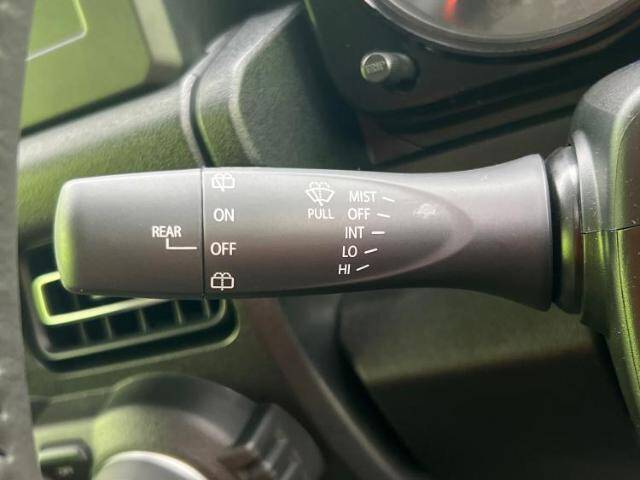 REAR
ON
OFF
PULL
MIST
OFF
INT
LO
HI